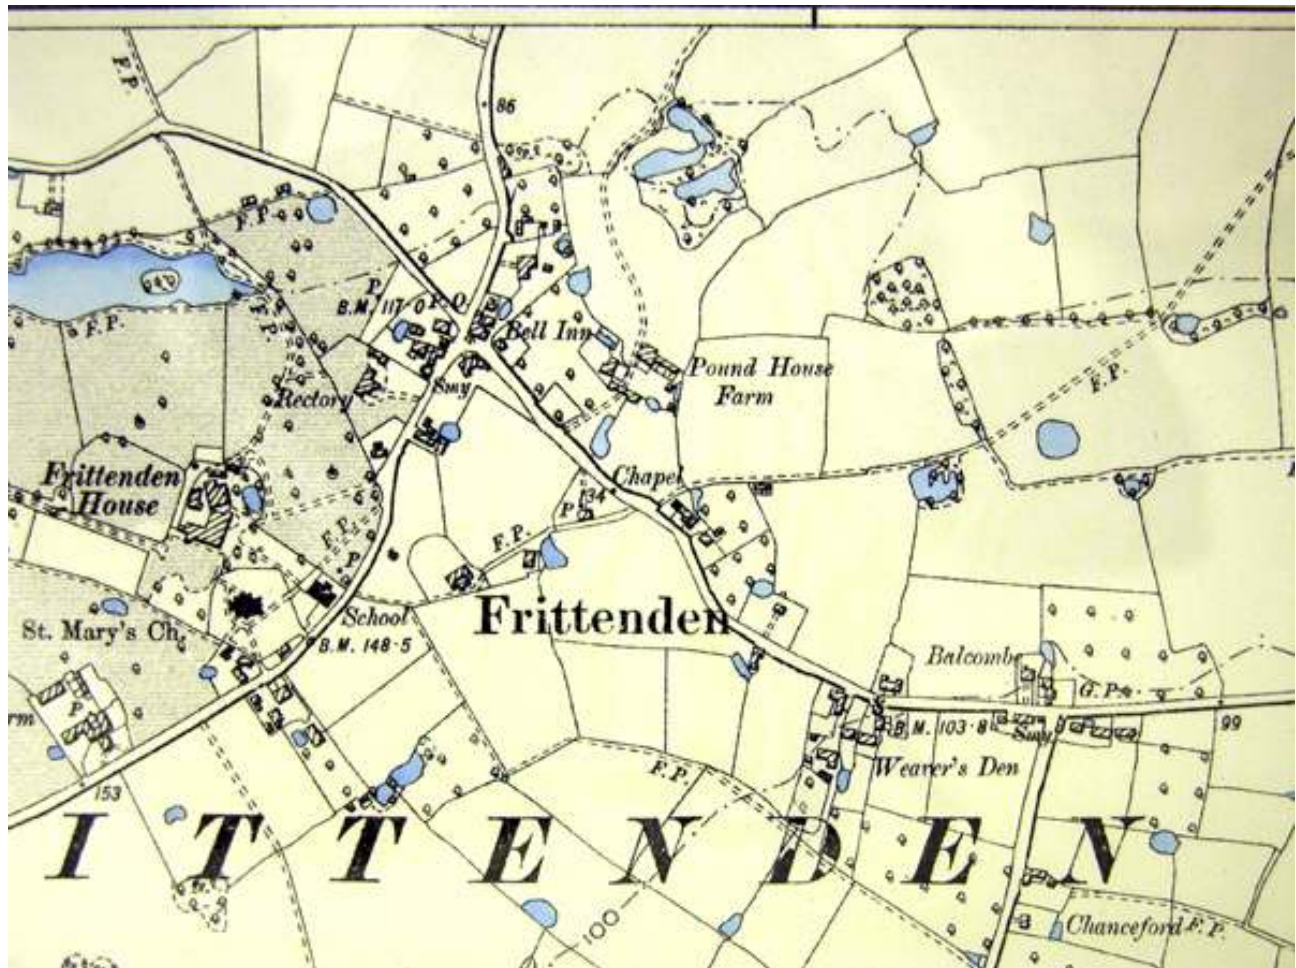 F.P.
86
F.P.
P.
B.M. 117·0
P.O.
F.P.
F.P.
Bell Inn
Pound House
Farm
Rectory
Smy
F.P.
Frittenden
House
Chapel
134
P
F.P.
F.P.
P
St. Mary's Ch.
School
B.M. 148·5
Frittenden
Balcombe
G.P.
rm
P
B.M. 103·8
Smy
99
Weaver's Den
F.P.
153
ITTENDEN
100
Chanceford
F.P.